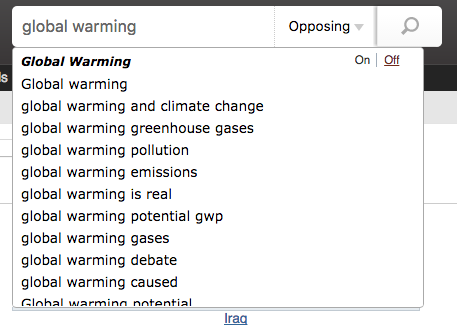 global warming Opposing
Global Warming On | Off
Global warming
global warming and climate change
global warming greenhouse gases
global warming pollution
global warming emissions
global warming is real
global warming potential gwp
global warming gases
global warming debate
global warming caused
Global warming potential
Iraq